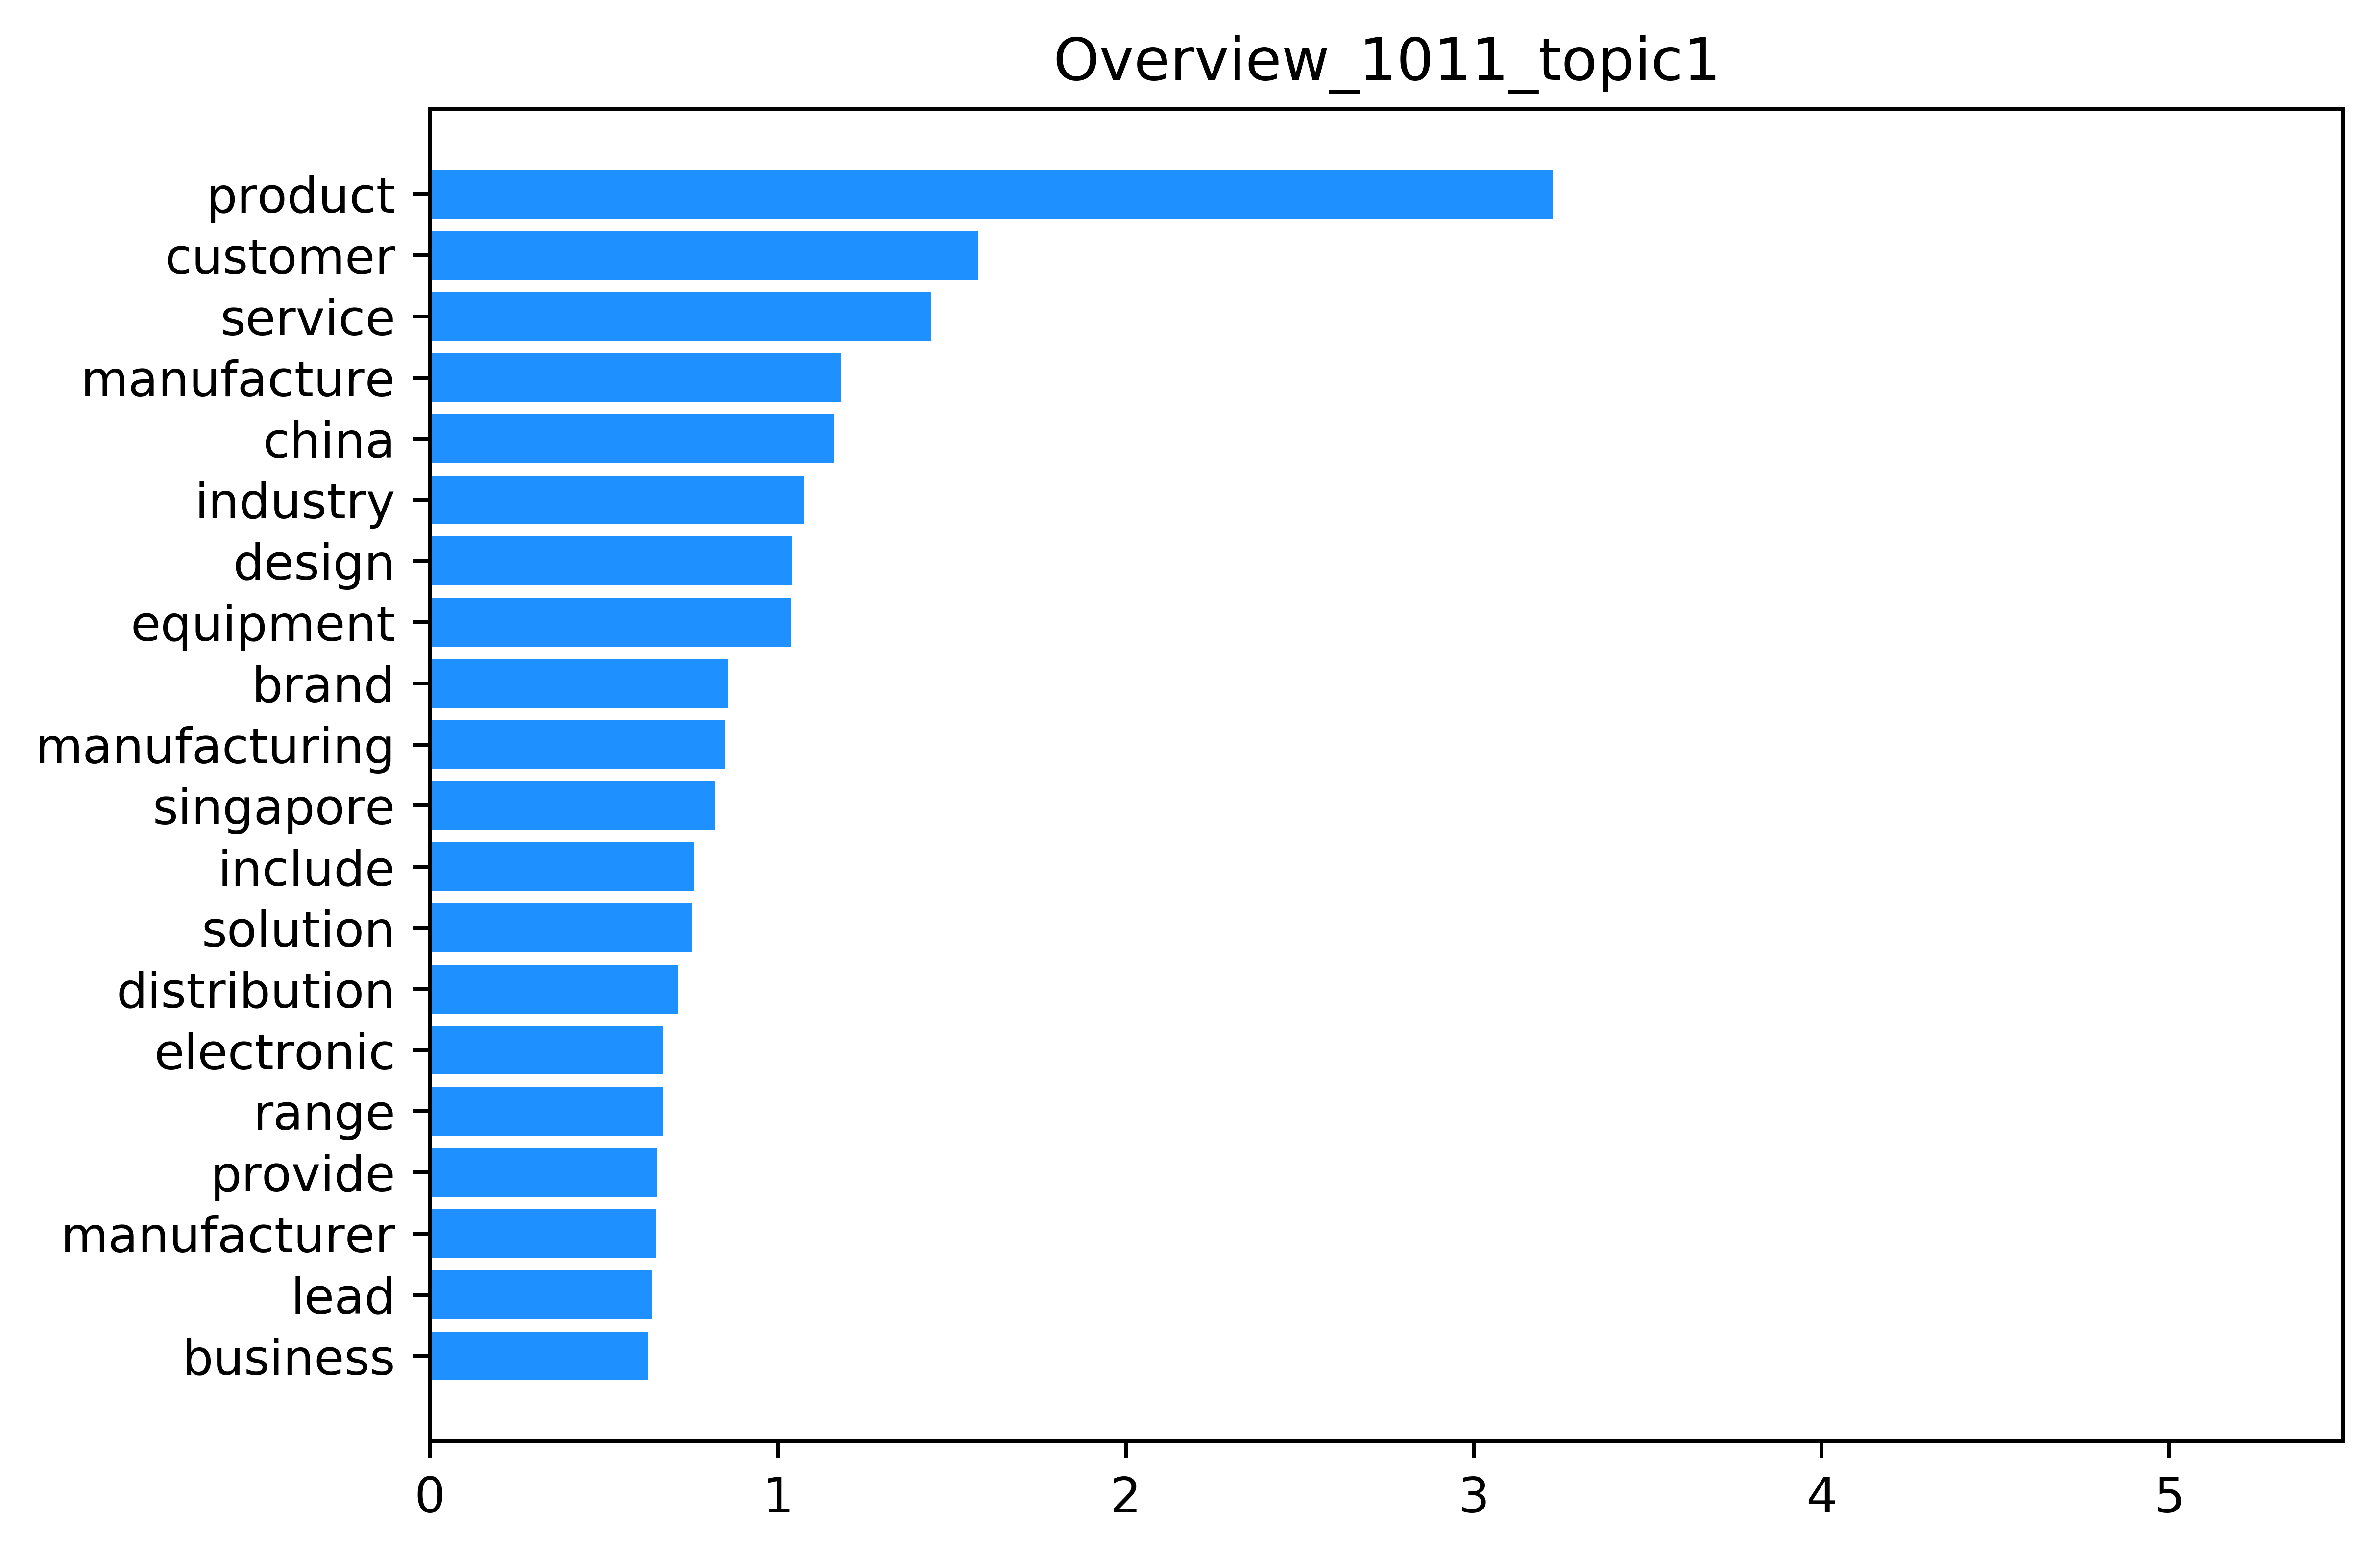 Overview_1011_topic1
product
customer
service
manufacture
china
industry
design
equipment
brand
manufacturing
singapore
include
solution
distribution
electronic
range
provide
manufacturer
lead
business
0 1 2 3 4 5